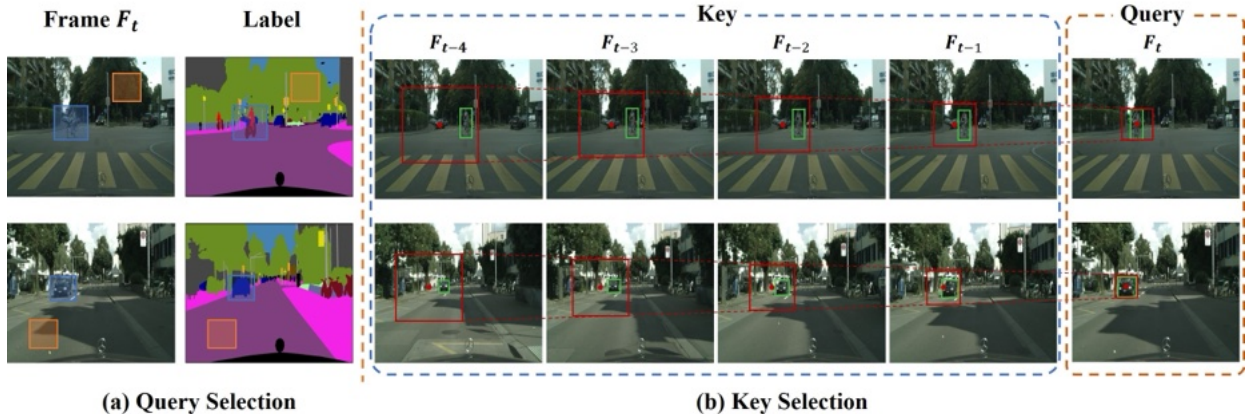 Frame F_t
Label
Key
Query
F_{t-4}
F_{t-3}
F_{t-2}
F_{t-1}
F_t
(a) Query Selection
(b) Key Selection